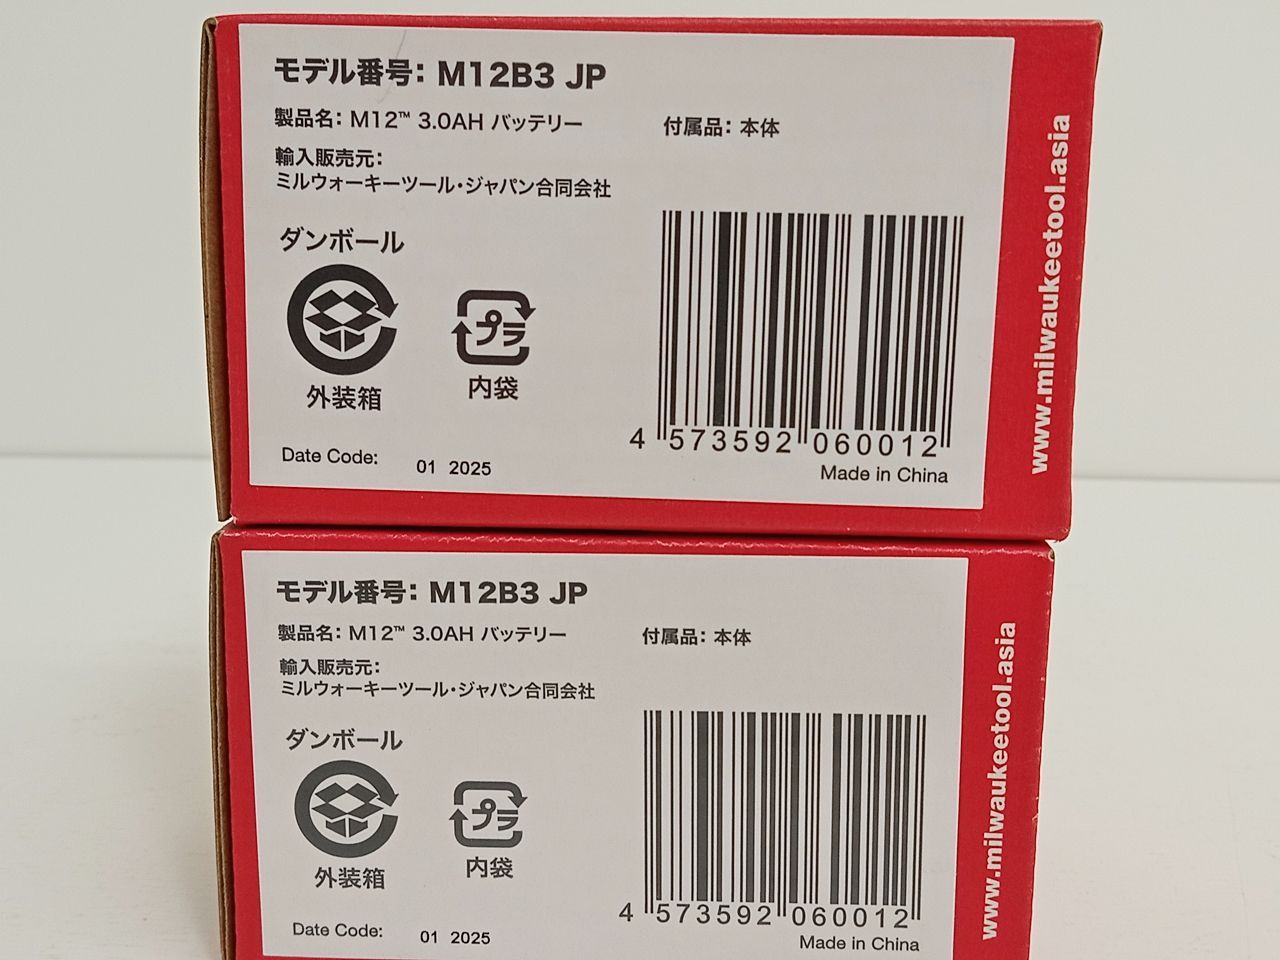 モデル番号: M12B3 JP
製品名: M12™ 3.0AH バッテリー
付属品: 本体
輸入販売元:
ミルウォーキーツール・ジャパン合同会社
ダンボール
外装箱
プラ
内袋
4 573592 060012
Date Code: 01 2025
Made in China
www.milwaukeetool.asia
モデル番号: M12B3 JP
製品名: M12™ 3.0AH バッテリー
付属品: 本体
輸入販売元:
ミルウォーキーツール・ジャパン合同会社
ダンボール
外装箱
プラ
内袋
4 573592 060012
Date Code: 01 2025
Made in China
www.milwaukeetool.asia